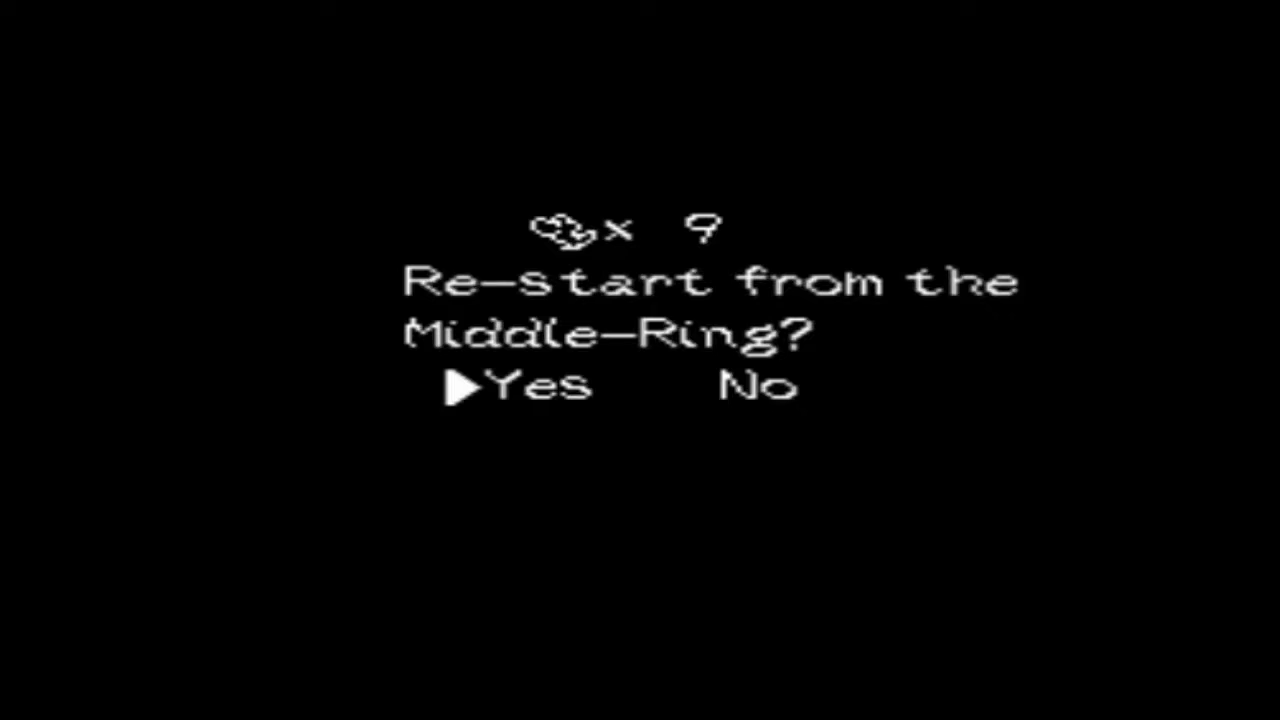 x 9
Re-start from the
Middle-Ring?
Yes No